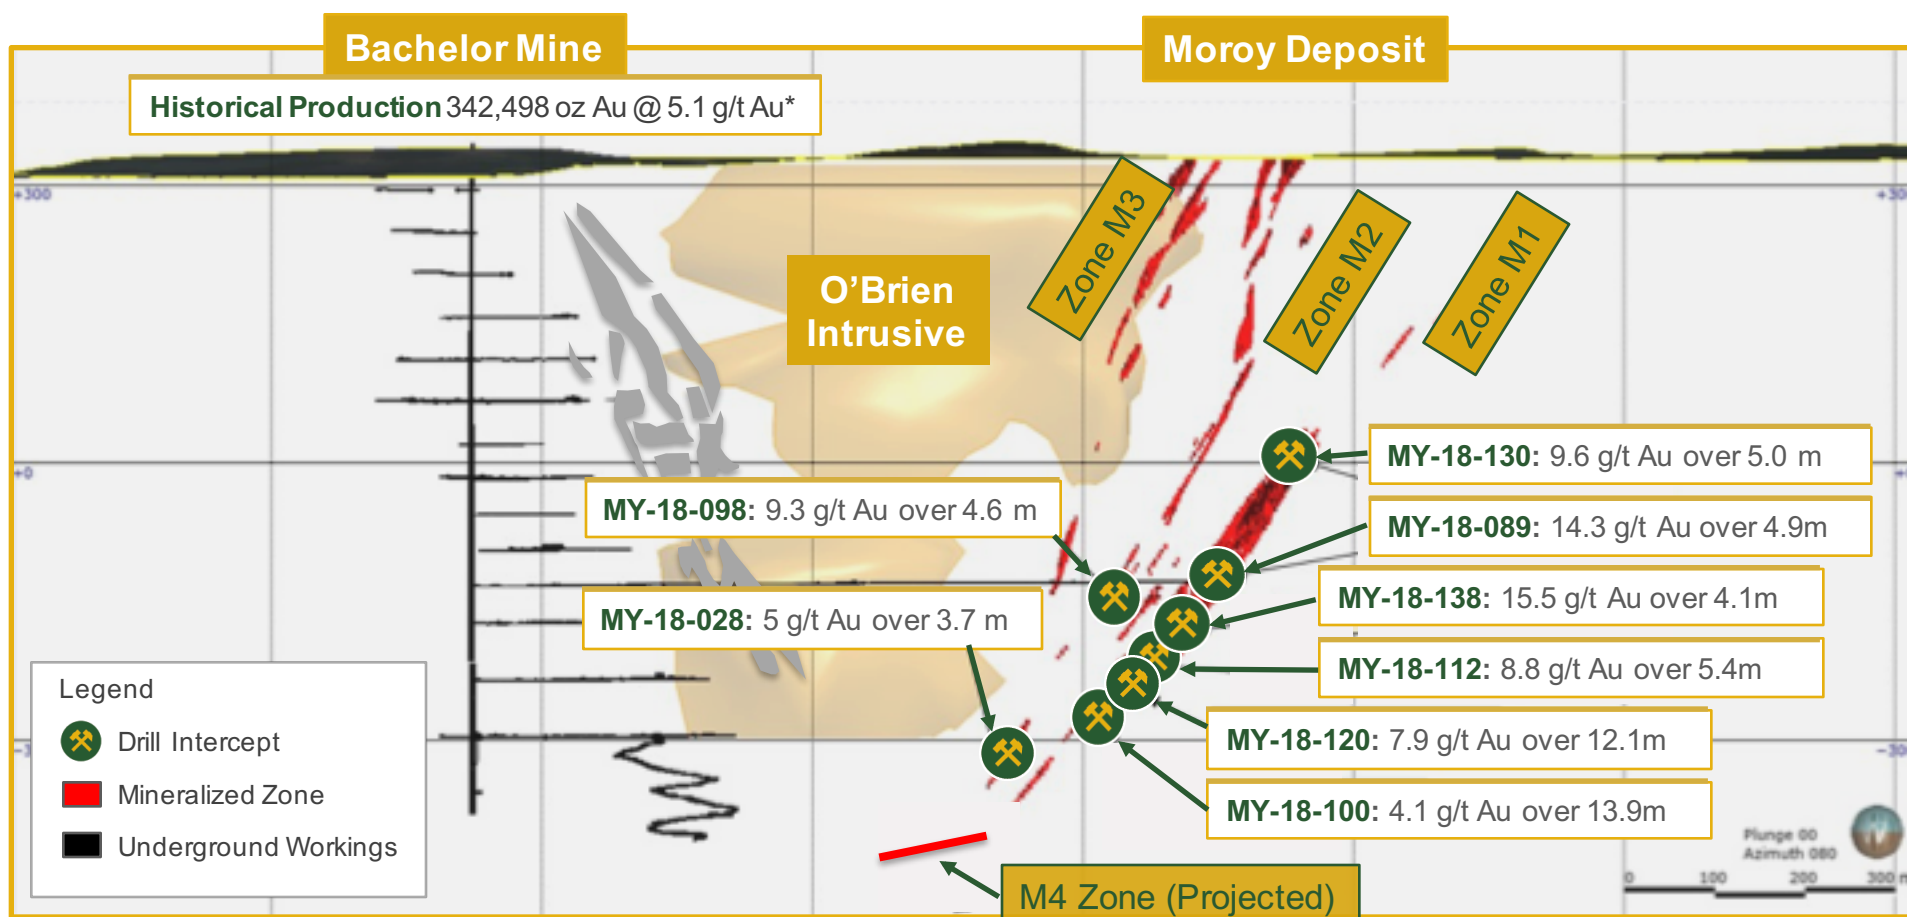 Bachelor Mine
Moroy Deposit
Historical Production 342,498 oz Au @ 5.1 g/t Au*
+300
Zone M3
Zone M2
Zone M1
O'Brien
Intrusive
+0
MY-18-130: 9.6 g/t Au over 5.0 m
MY-18-098: 9.3 g/t Au over 4.6 m
MY-18-089: 14.3 g/t Au over 4.9m
MY-18-138: 15.5 g/t Au over 4.1m
MY-18-028: 5 g/t Au over 3.7 m
MY-18-112: 8.8 g/t Au over 5.4m
Legend
Drill Intercept
Mineralized Zone
Underground Workings
MY-18-120: 7.9 g/t Au over 12.1m
MY-18-100: 4.1 g/t Au over 13.9m
Plunge 00
Azimuth 080
0 100 200 300
M4 Zone (Projected)